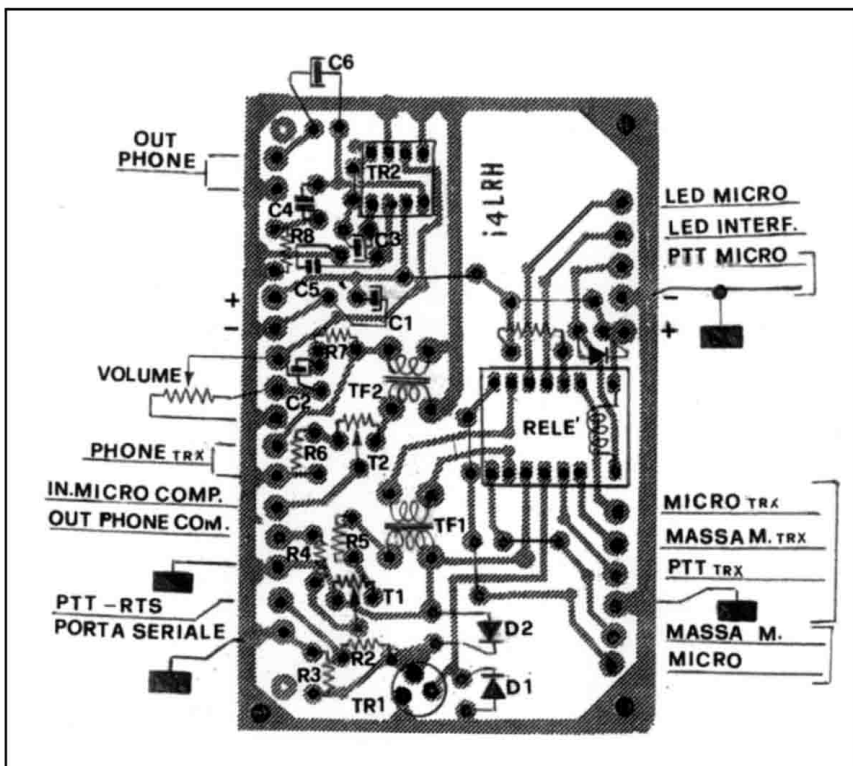 C6
OUT
PHONE
TR2
C4
R8
C3
C5
C1
+
-
R7
VOLUME
C2
TF2
PHONE TRX
R6
T2
IN.MICRO COMP.
OUT PHONE COM.
TF1
R4
R5
T1
PTT-RTS
PORTA SERIALE
D2
R2
R3
TR1
D1
i4LRH
LED MICRO
LED INTERF.
PTT MICRO
-
+
RELE'
MICRO TRX
MASSA M. TRX
PTT TRX
MASSA M.
MICRO